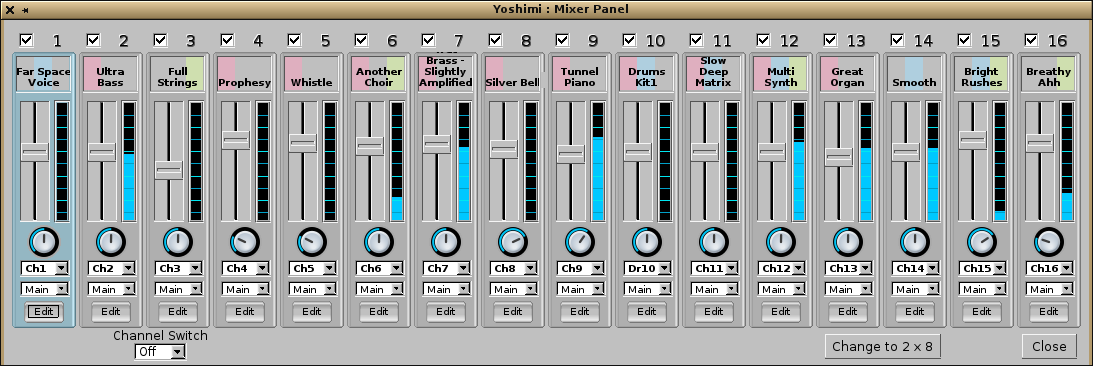 Yoshimi : Mixer Panel
1 2 3 4 5 6 7 8 9 10 11 12 13 14 15 16
Far Space
Voice
Ultra
Bass
Full
Strings
Prophesy
Whistle
Another
Choir
Brass -
Slightly
Amplified
Silver Bell
Tunnel
Piano
Drums
Kit1
Slow
Deep
Matrix
Multi
Synth
Great
Organ
Smooth
Bright
Rushes
Breathy
Ahh
Ch1 Ch2 Ch3 Ch4 Ch5 Ch6 Ch7 Ch8 Ch9 Dr10 Ch11 Ch12 Ch13 Ch14 Ch15 Ch16
Main Main Main Main Main Main Main Main Main Main Main Main Main Main Main Main
Edit Edit Edit Edit Edit Edit Edit Edit Edit Edit Edit Edit Edit Edit Edit Edit
Channel Switch
Off
Change to 2 x 8
Close